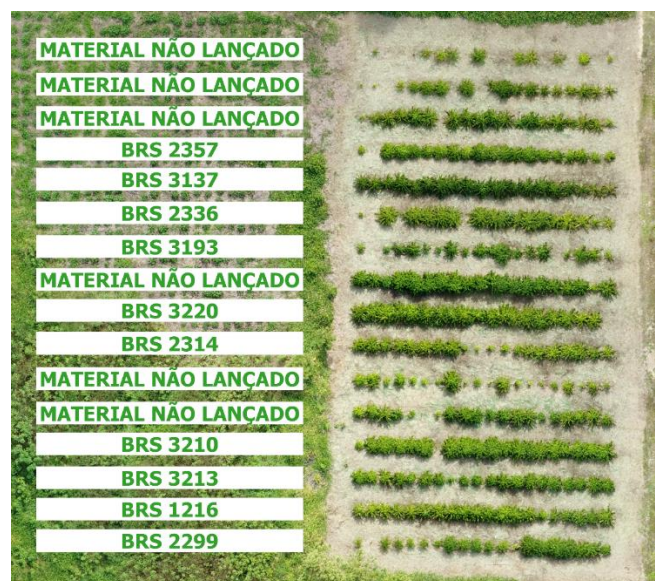 MATERIAL NÃO LANÇADO
MATERIAL NÃO LANÇADO
MATERIAL NÃO LANÇADO
BRS 2357
BRS 3137
BRS 2336
BRS 3193
MATERIAL NÃO LANÇADO
BRS 3220
BRS 2314
MATERIAL NÃO LANÇADO
MATERIAL NÃO LANÇADO
BRS 3210
BRS 3213
BRS 1216
BRS 2299